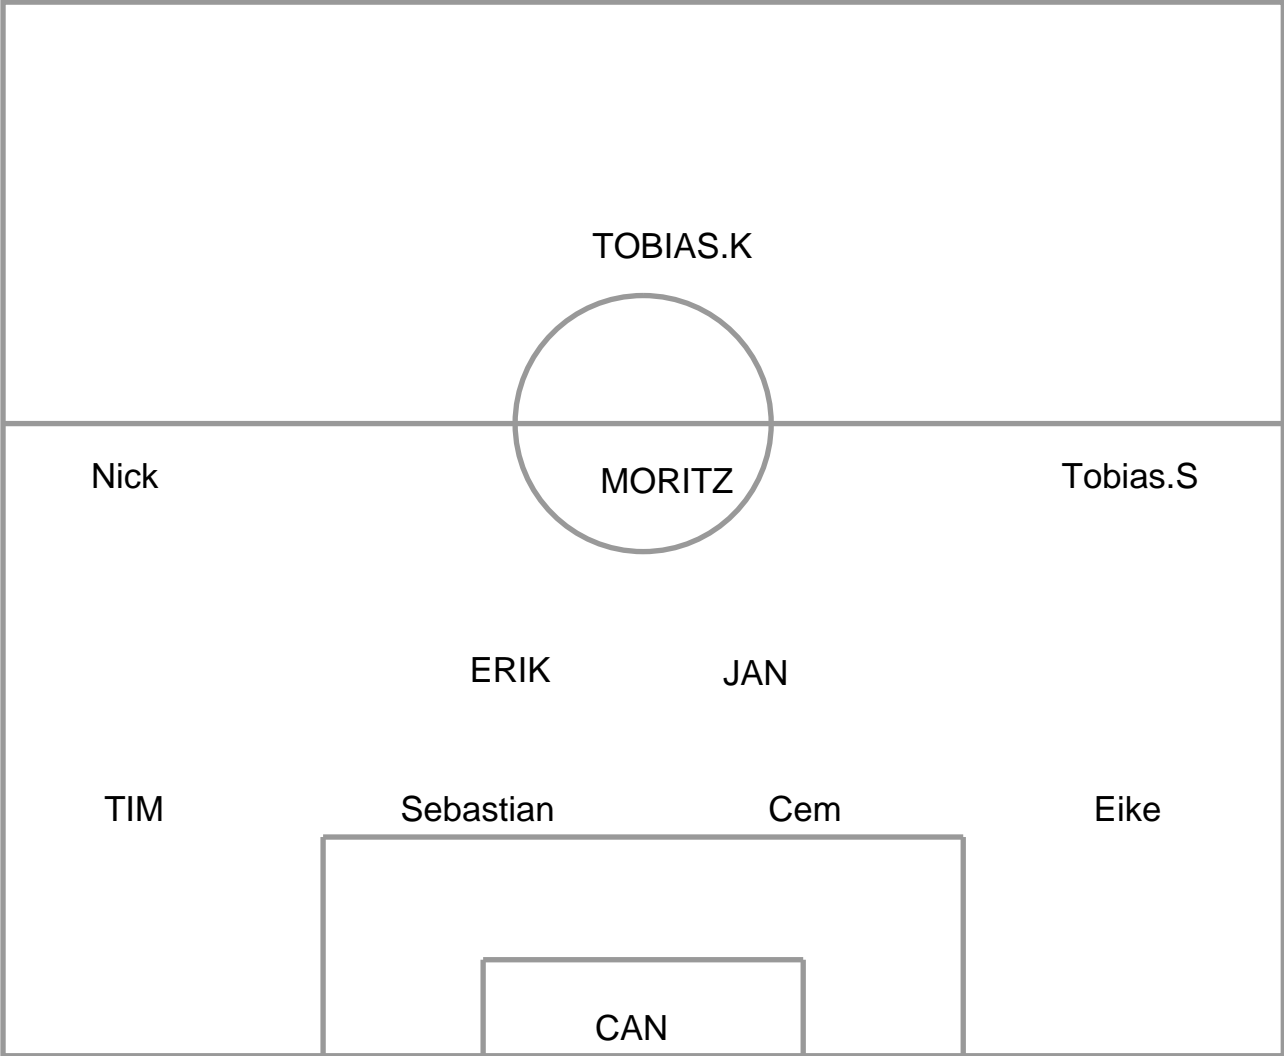 TOBIAS.K
Nick MORITZ Tobias.S
ERIK JAN
TIM Sebastian Cem Eike
CAN